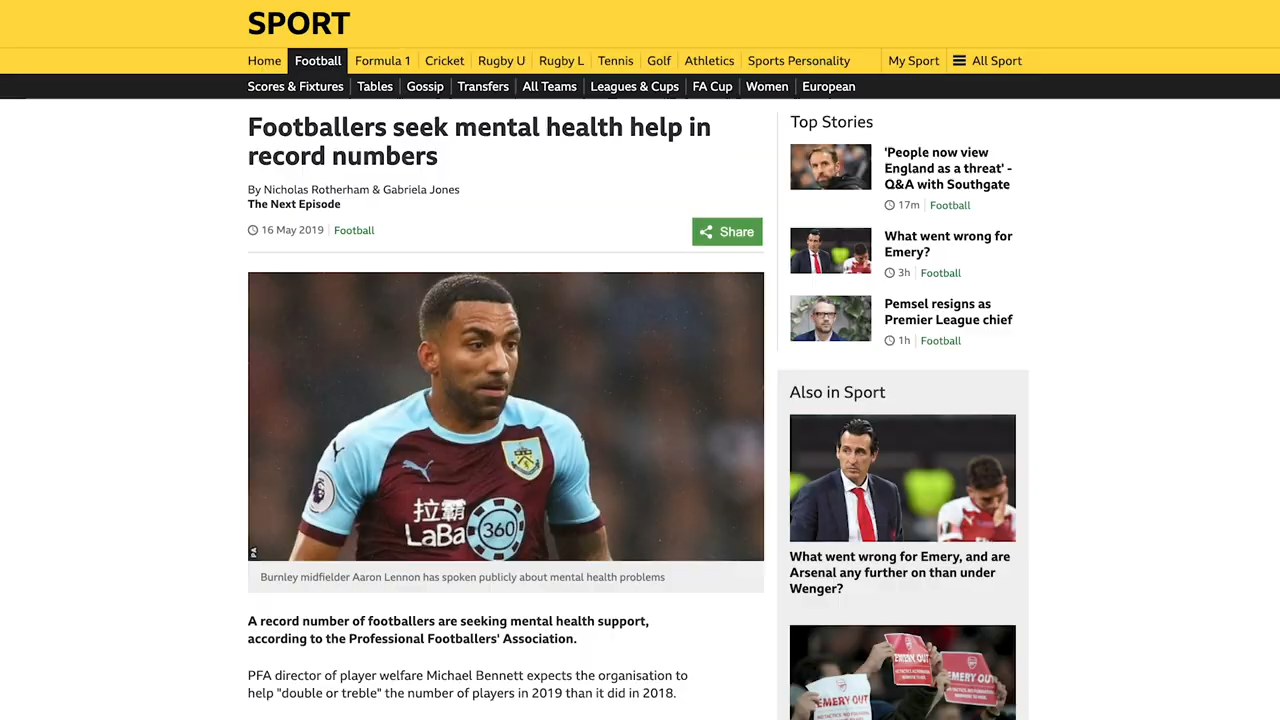 SPORT
Home
Football
Formula 1
Cricket
Rugby U
Rugby L
Tennis
Golf
Athletics
Sports Personality
My Sport
All Sport
Scores & Fixtures
Tables
Gossip
Transfers
All Teams
Leagues & Cups
FA Cup
Women
European
Footballers seek mental health help in
record numbers
By Nicholas Rotherham & Gabriela Jones
The Next Episode
16 May 2019
Football
Share
拉霸
LaBa
360
PA
Burnley midfielder Aaron Lennon has spoken publicly about mental health problems
A record number of footballers are seeking mental health support,
according to the Professional Footballers' Association.
PFA director of player welfare Michael Bennett expects the organisation to
help "double or treble" the number of players in 2019 than it did in 2018.
Top Stories
'People now view
England as a threat' -
Q&A with Southgate
17m
Football
What went wrong for
Emery?
3h
Football
Pemsel resigns as
Premier League chief
1h
Football
Also in Sport
What went wrong for Emery, and are
Arsenal any further on than under
Wenger?
EMERY OUT
EMERY OUT
EMERY OUT